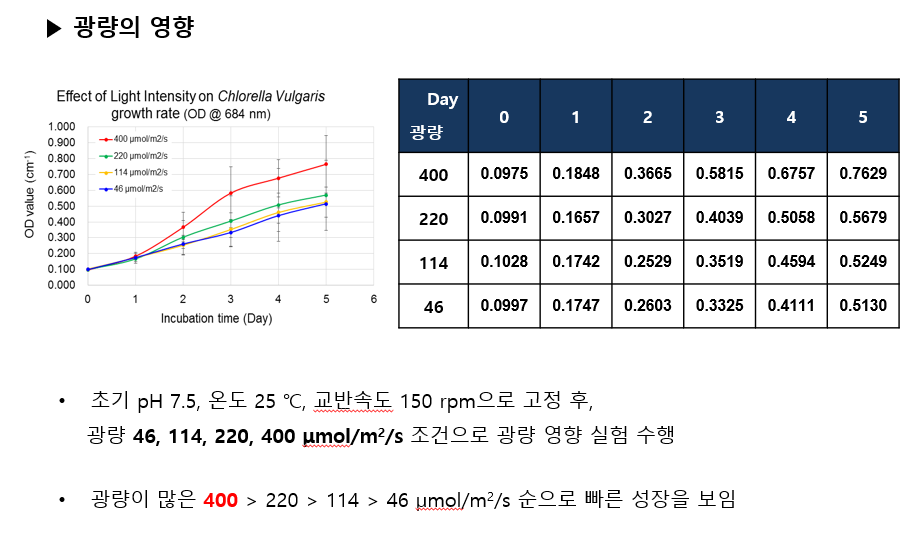 ▶ 광량의 영향
Effect of Light Intensity on Chlorella Vulgaris
growth rate (OD @ 684 nm)
OD value (cm⁻¹)
1.000
0.900
0.800
0.700
0.600
0.500
0.400
0.300
0.200
0.100
0.000
400 µmol/m2/s
220 µmol/m2/s
114 µmol/m2/s
46 µmol/m2/s
0 1 2 3 4 5 6
Incubation time (Day)
Day
광량
0 1 2 3 4 5
400 0.0975 0.1848 0.3665 0.5815 0.6757 0.7629
220 0.0991 0.1657 0.3027 0.4039 0.5058 0.5679
114 0.1028 0.1742 0.2529 0.3519 0.4594 0.5249
46 0.0997 0.1747 0.2603 0.3325 0.4111 0.5130
• 초기 pH 7.5, 온도 25 ℃, 교반속도 150 rpm으로 고정 후,
광량 46, 114, 220, 400 µmol/m²/s 조건으로 광량 영향 실험 수행
• 광량이 많은 400 > 220 > 114 > 46 µmol/m²/s 순으로 빠른 성장을 보임